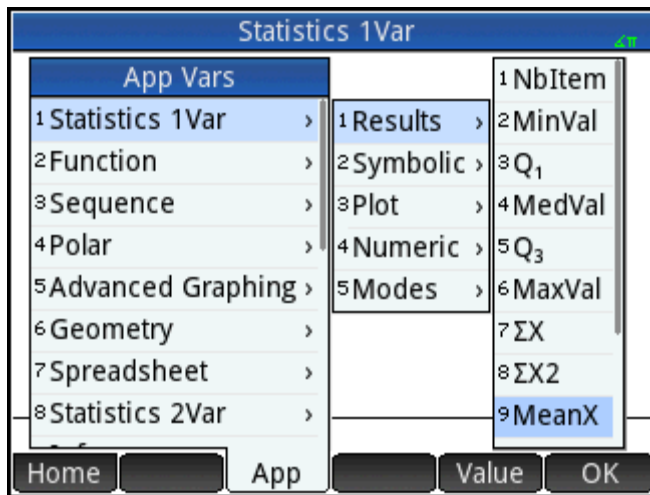 Statistics 1Var
∡π
App Vars
1 Statistics 1Var ›
2 Function ›
3 Sequence ›
4 Polar ›
5 Advanced Graphing ›
6 Geometry ›
7 Spreadsheet ›
8 Statistics 2Var ›
1 Results ›
2 Symbolic ›
3 Plot ›
4 Numeric ›
5 Modes ›
1 NbItem
2 MinVal
3 Q₁
4 MedVal
5 Q₃
6 MaxVal
7 ΣX
8 ΣX2
9 MeanX
Home App Value OK